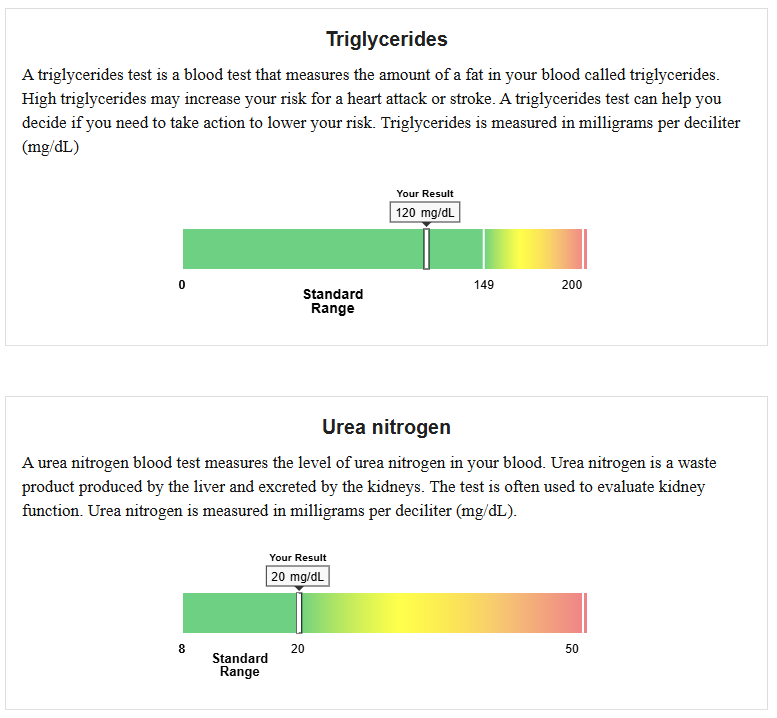 Triglycerides
A triglycerides test is a blood test that measures the amount of a fat in your blood called triglycerides.
High triglycerides may increase your risk for a heart attack or stroke. A triglycerides test can help you
decide if you need to take action to lower your risk. Triglycerides is measured in milligrams per deciliter
(mg/dL)
Your Result
120 mg/dL
0
149
200
Standard
Range
Urea nitrogen
A urea nitrogen blood test measures the level of urea nitrogen in your blood. Urea nitrogen is a waste
product produced by the liver and excreted by the kidneys. The test is often used to evaluate kidney
function. Urea nitrogen is measured in milligrams per deciliter (mg/dL).
Your Result
20 mg/dL
8
20
50
Standard
Range